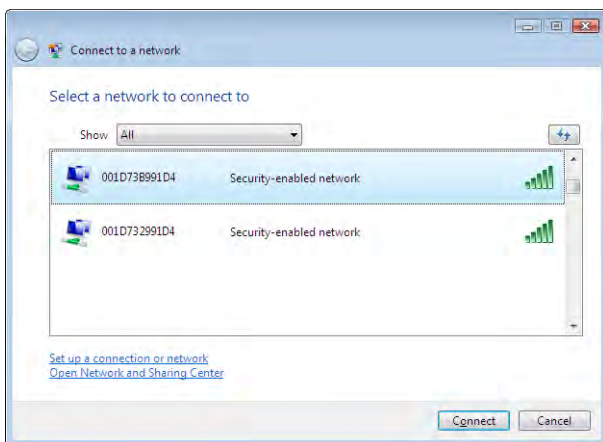 Connect to a network
Select a network to connect to
Show All
001D73B991D4 Security-enabled network
001D732991D4 Security-enabled network
Set up a connection or network
Open Network and Sharing Center
Connect Cancel